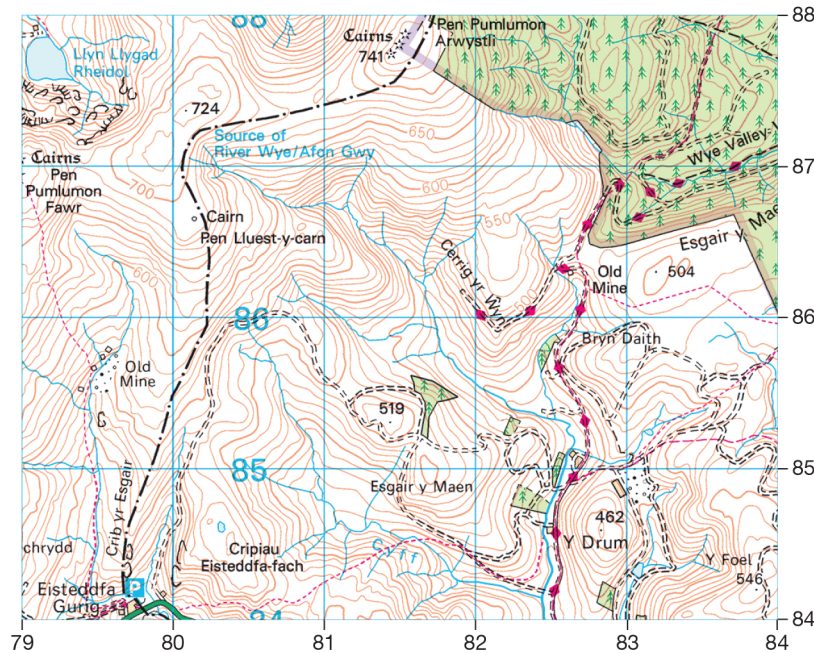 88
88
Pen Pumlumon
Arwystli
Cairns
741
Llyn Llygad
Rheidol
724
650
Source of
River Wye/Afon Gwy
Wye Valley
87
Cairns
Pen
Pumlumon
Fawr
700
600
550
Cairn
Pen Lluest-y-carn
Esgair y Mae
Cerrig yr Wyn
600
Old
Mine
504
86
86
Bryn Daith
Old
Mine
519
85
85
Esgair y Maen
Crib yr Esgair
462
Y Drum
chrydd
Cripiau
Eisteddfa-fach
Y Foel
546
Eisteddfa
Gurig
P
84
84
79
80
81
82
83
84